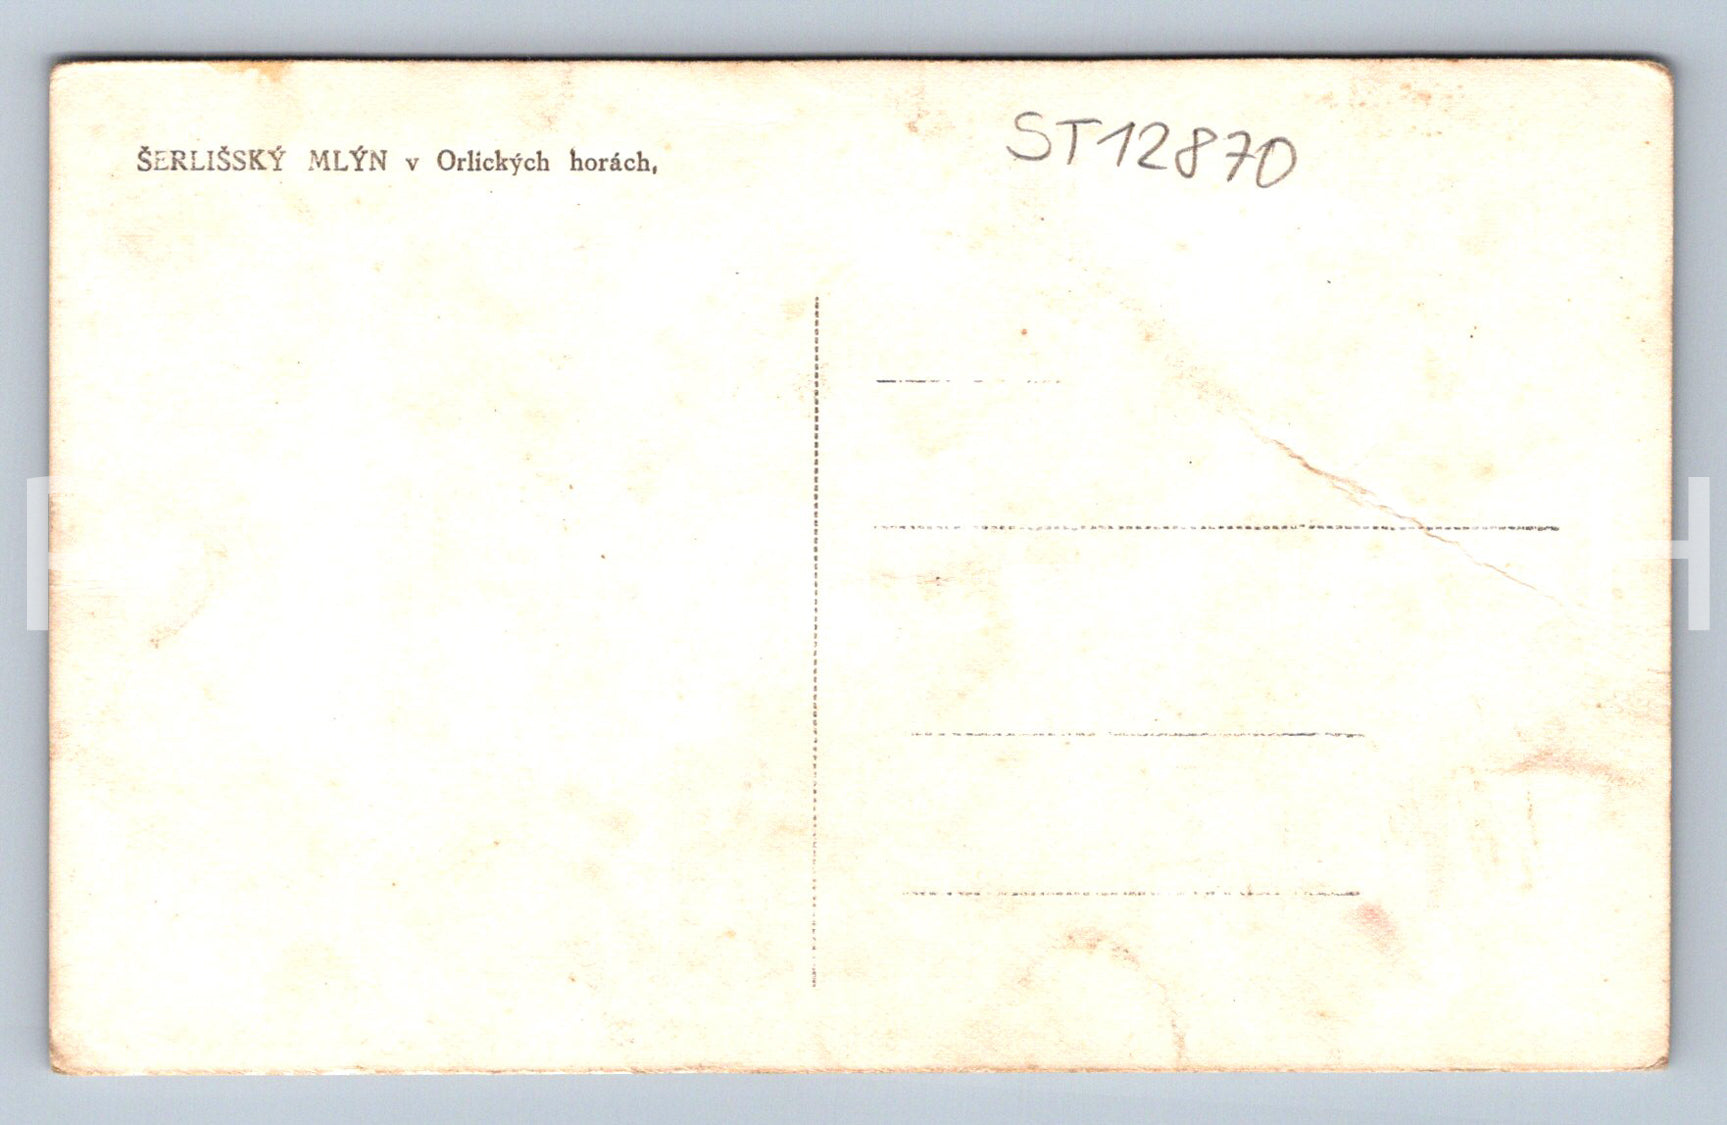 ŠERLIŠSKÝ MLÝN v Orlických horách,
ST12870